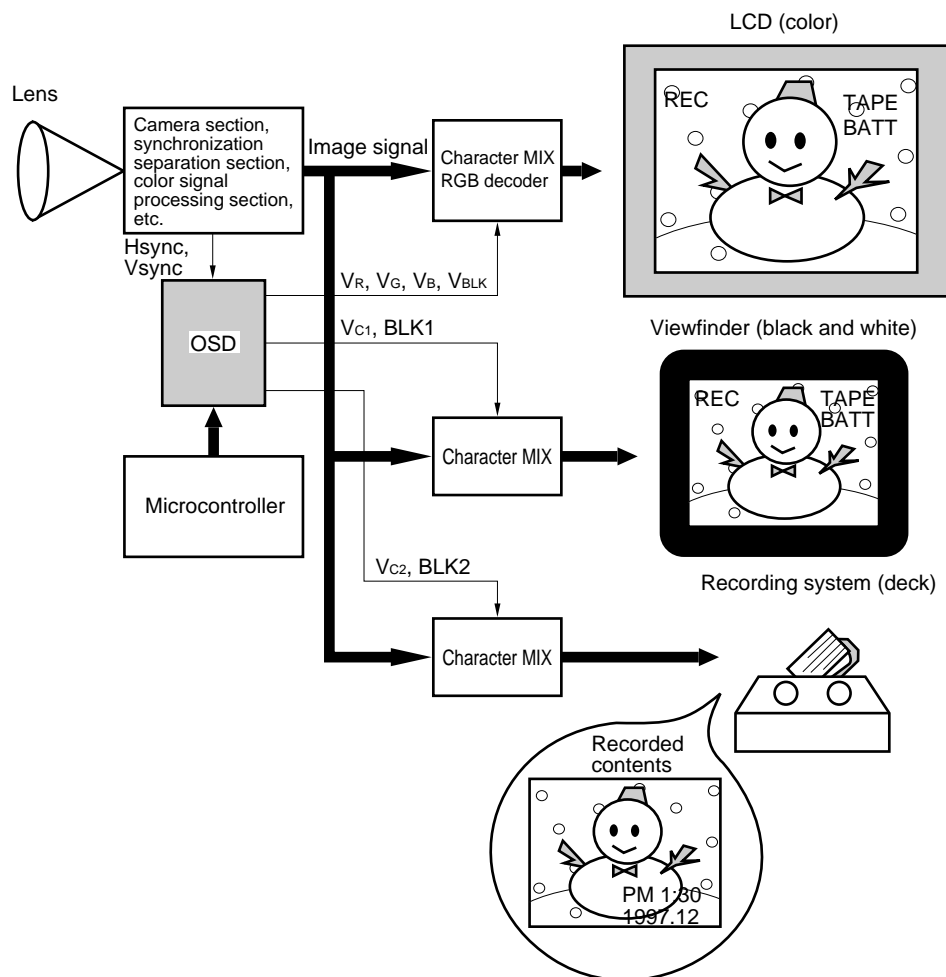 LCD (color)
Lens
Camera section,
synchronization
separation section,
color signal
processing section,
etc.
Image signal
Character MIX
RGB decoder
REC
TAPE
BATT
Hsync,
Vsync
VR, VG, VB, VBLK
OSD
VC1, BLK1
Viewfinder (black and white)
REC
TAPE
BATT
Character MIX
Microcontroller
VC2, BLK2
Recording system (deck)
Character MIX
Recorded
contents
PM 1:30
1997.12